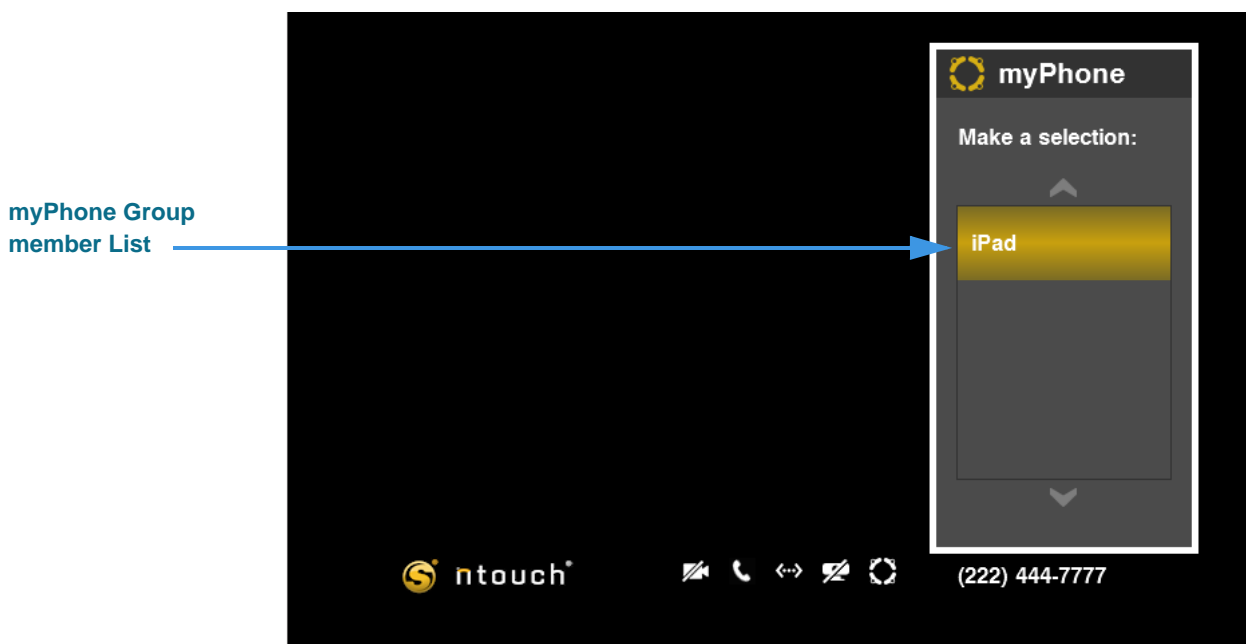 myPhone
Make a selection:
myPhone Group
member List
iPad
S ntouch
(222) 444-7777